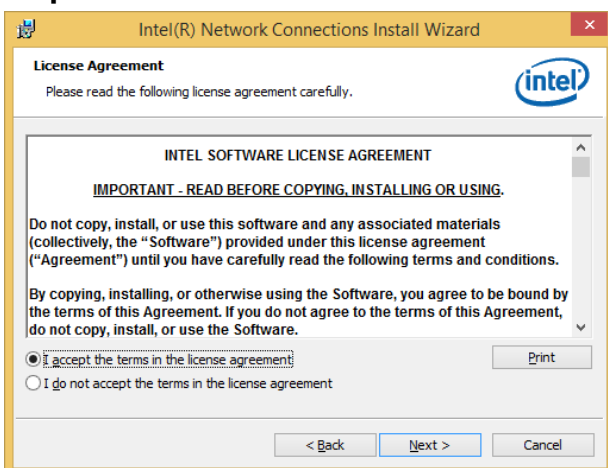 Intel(R) Network Connections Install Wizard
License Agreement
Please read the following license agreement carefully.
intel
INTEL SOFTWARE LICENSE AGREEMENT
IMPORTANT - READ BEFORE COPYING, INSTALLING OR USING.
Do not copy, install, or use this software and any associated materials
(collectively, the “Software”) provided under this license agreement
(“Agreement”) until you have carefully read the following terms and conditions.
By copying, installing, or otherwise using the Software, you agree to be bound by
the terms of this Agreement. If you do not agree to the terms of this Agreement,
do not copy, install, or use the Software.
I accept the terms in the license agreement
Print
I do not accept the terms in the license agreement
< Back Next > Cancel